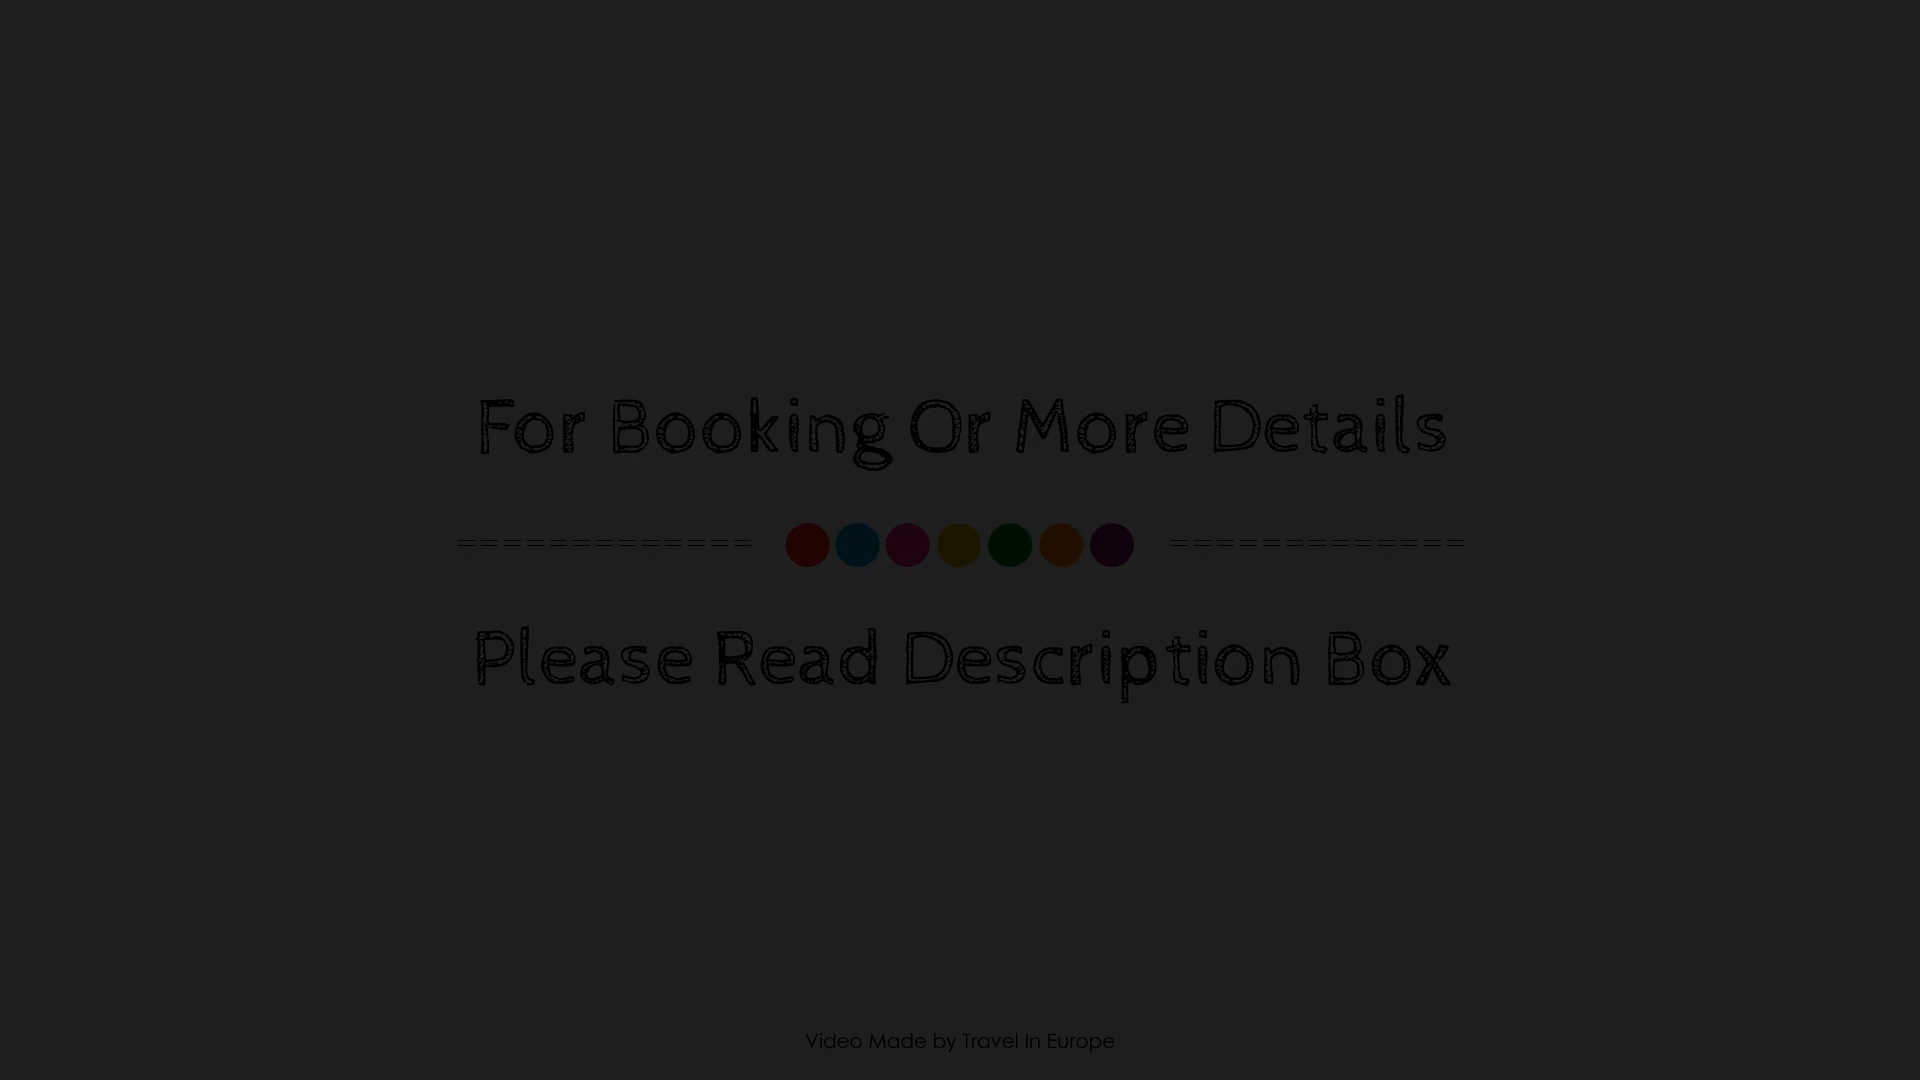 For Booking Or More Details
============= =============
Please Read Description Box
Video Made by Travel In Europe